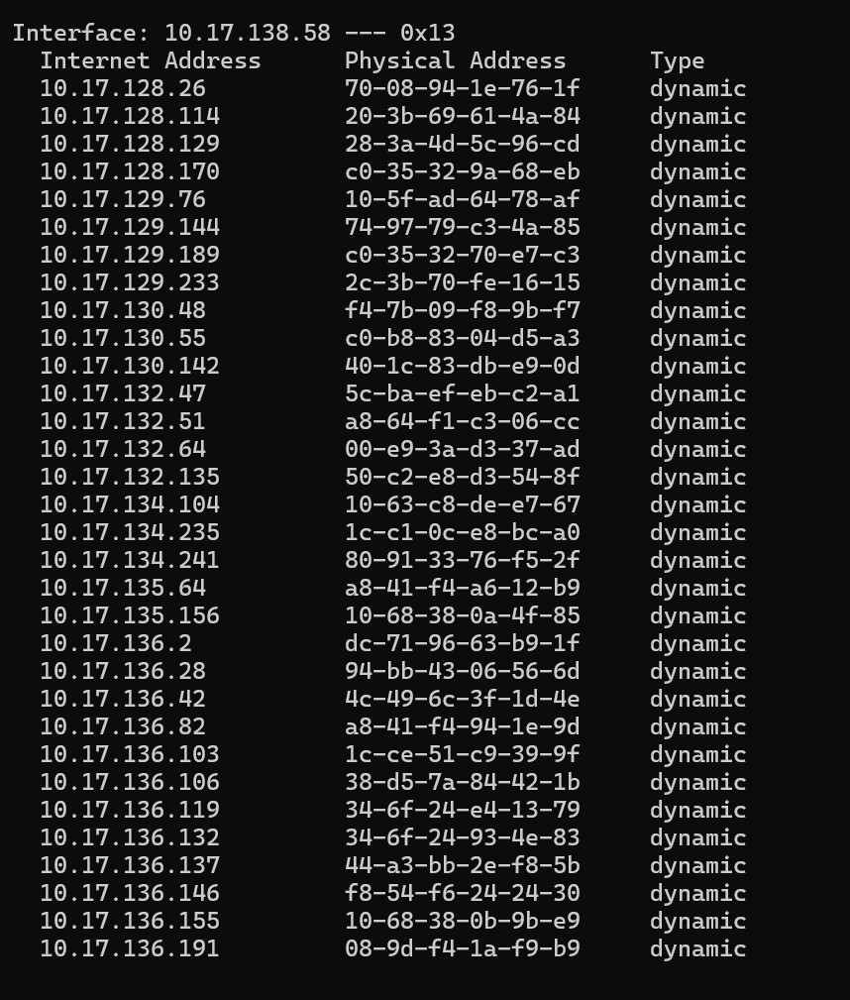 Interface: 10.17.138.58 --- 0x13
  Internet Address      Physical Address      Type
  10.17.128.26          70-08-94-1e-76-1f     dynamic
  10.17.128.114         20-3b-69-61-4a-84     dynamic
  10.17.128.129         28-3a-4d-5c-96-cd     dynamic
  10.17.128.170         c0-35-32-9a-68-eb     dynamic
  10.17.129.76          10-5f-ad-64-78-af     dynamic
  10.17.129.144         74-97-79-c3-4a-85     dynamic
  10.17.129.189         c0-35-32-70-e7-c3     dynamic
  10.17.129.233         2c-3b-70-fe-16-15     dynamic
  10.17.130.48          f4-7b-09-f8-9b-f7     dynamic
  10.17.130.55          c0-b8-83-04-d5-a3     dynamic
  10.17.130.142         40-1c-83-db-e9-0d     dynamic
  10.17.132.47          5c-ba-ef-eb-c2-a1     dynamic
  10.17.132.51          a8-64-f1-c3-06-cc     dynamic
  10.17.132.64          00-e9-3a-d3-37-ad     dynamic
  10.17.132.135         50-c2-e8-d3-54-8f     dynamic
  10.17.134.104         10-63-c8-de-e7-67     dynamic
  10.17.134.235         1c-c1-0c-e8-bc-a0     dynamic
  10.17.134.241         80-91-33-76-f5-2f     dynamic
  10.17.135.64          a8-41-f4-a6-12-b9     dynamic
  10.17.135.156         10-68-38-0a-4f-85     dynamic
  10.17.136.2           dc-71-96-63-b9-1f     dynamic
  10.17.136.28          94-bb-43-06-56-6d     dynamic
  10.17.136.42          4c-49-6c-3f-1d-4e     dynamic
  10.17.136.82          a8-41-f4-94-1e-9d     dynamic
  10.17.136.103         1c-ce-51-c9-39-9f     dynamic
  10.17.136.106         38-d5-7a-84-42-1b     dynamic
  10.17.136.119         34-6f-24-e4-13-79     dynamic
  10.17.136.132         34-6f-24-93-4e-83     dynamic
  10.17.136.137         44-a3-bb-2e-f8-5b     dynamic
  10.17.136.146         f8-54-f6-24-24-30     dynamic
  10.17.136.155         10-68-38-0b-9b-e9     dynamic
  10.17.136.191         08-9d-f4-1a-f9-b9     dynamic